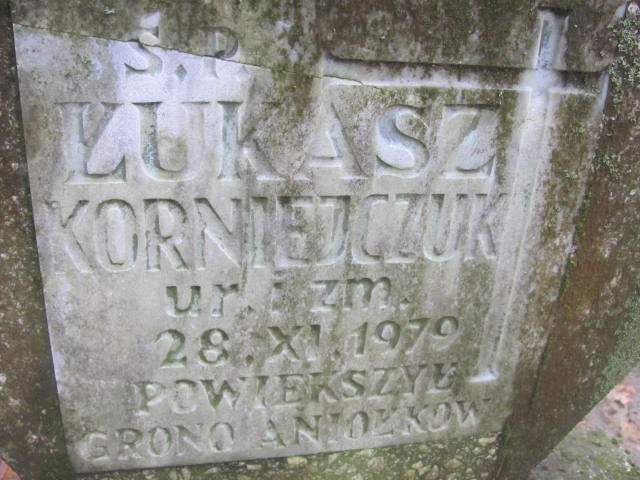 Ś.P.
ŁUKASZ
KORNIEJCZUK
ur. i zm.
28.XI.1979
POWIĘKSZYŁ
GRONO ANIOŁKÓW